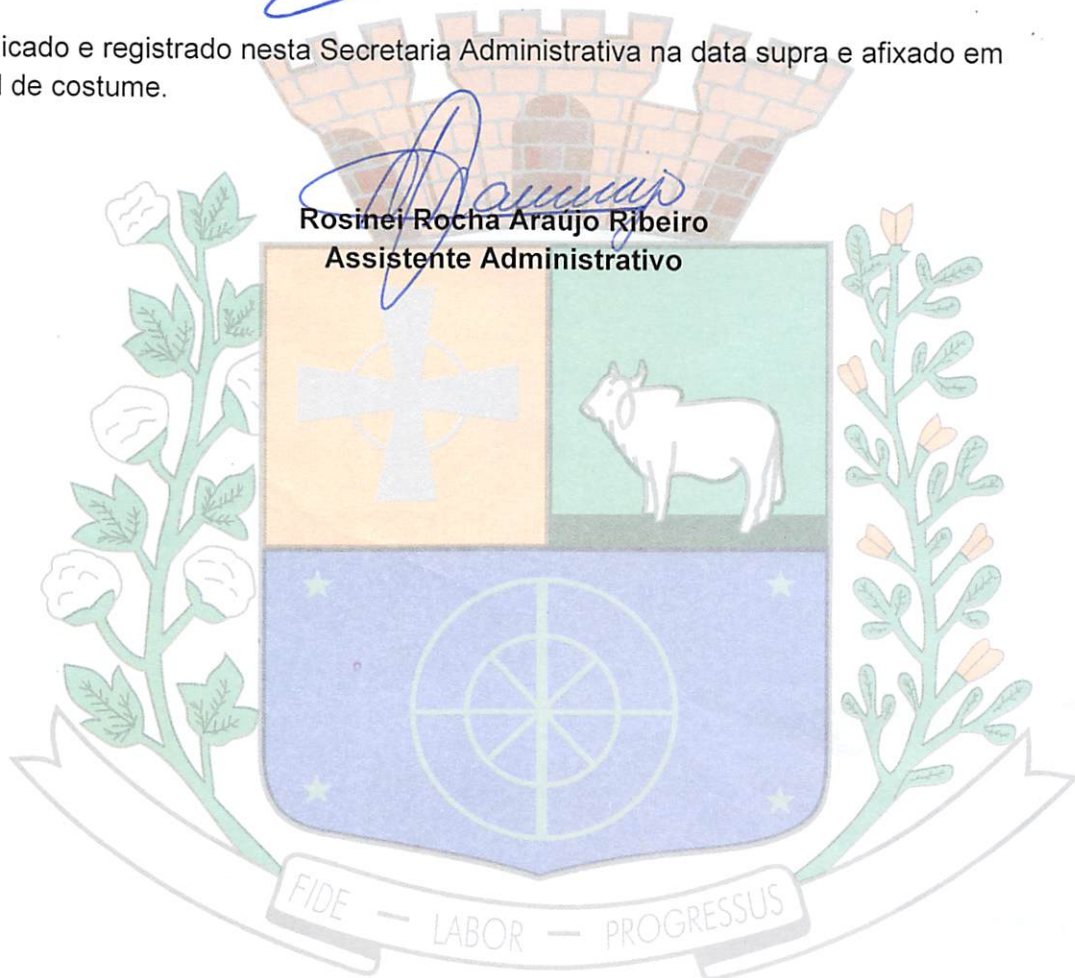 icado e registrado nesta Secretaria Administrativa na data supra e afixado em
de costume.
Rosinei Rocha Araújo Ribeiro
Assistente Administrativo
FIDE — LABOR — PROGRESSUS